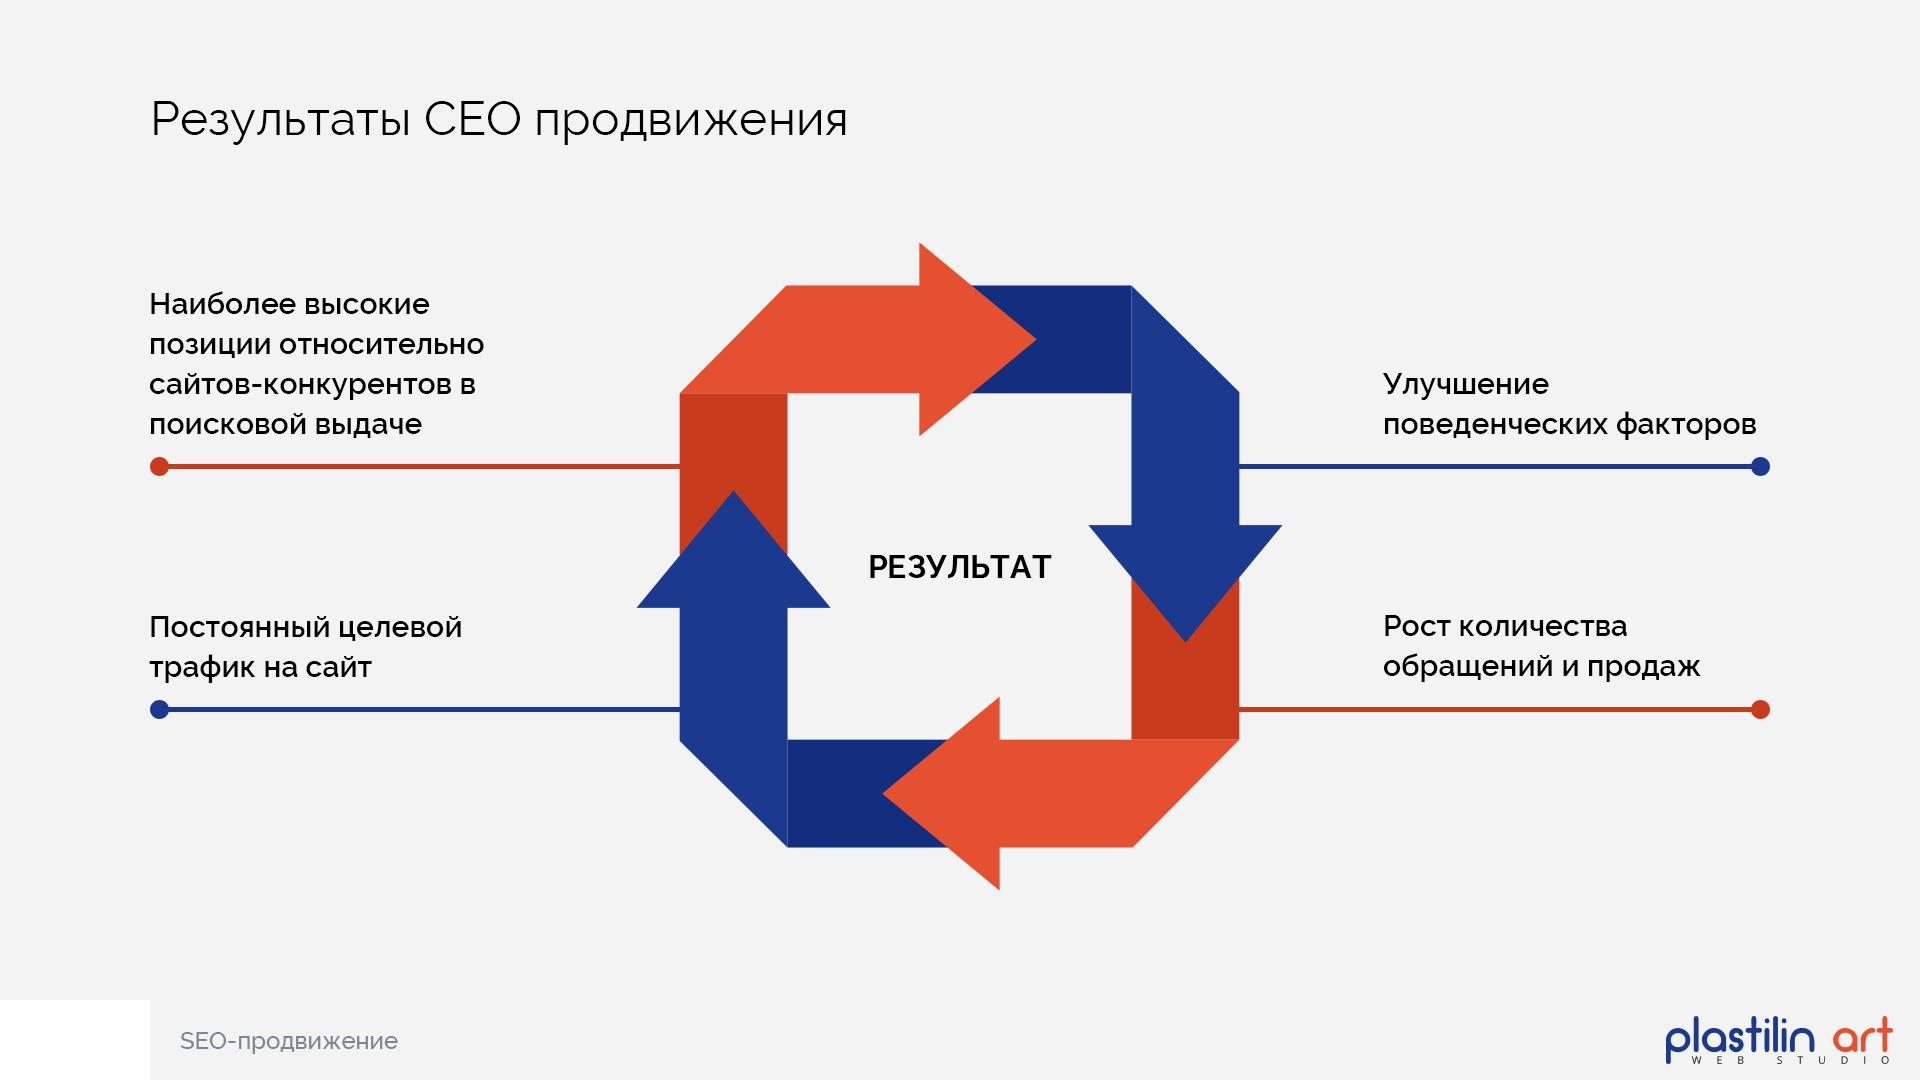 Результаты СЕО продвижения
Наиболее высокие
позиции относительно
сайтов-конкурентов в
поисковой выдаче
Улучшение
поведенческих факторов
РЕЗУЛЬТАТ
Постоянный целевой
трафик на сайт
Рост количества
обращений и продаж
SEO-продвижение
plastilin art
WEB STUDIO